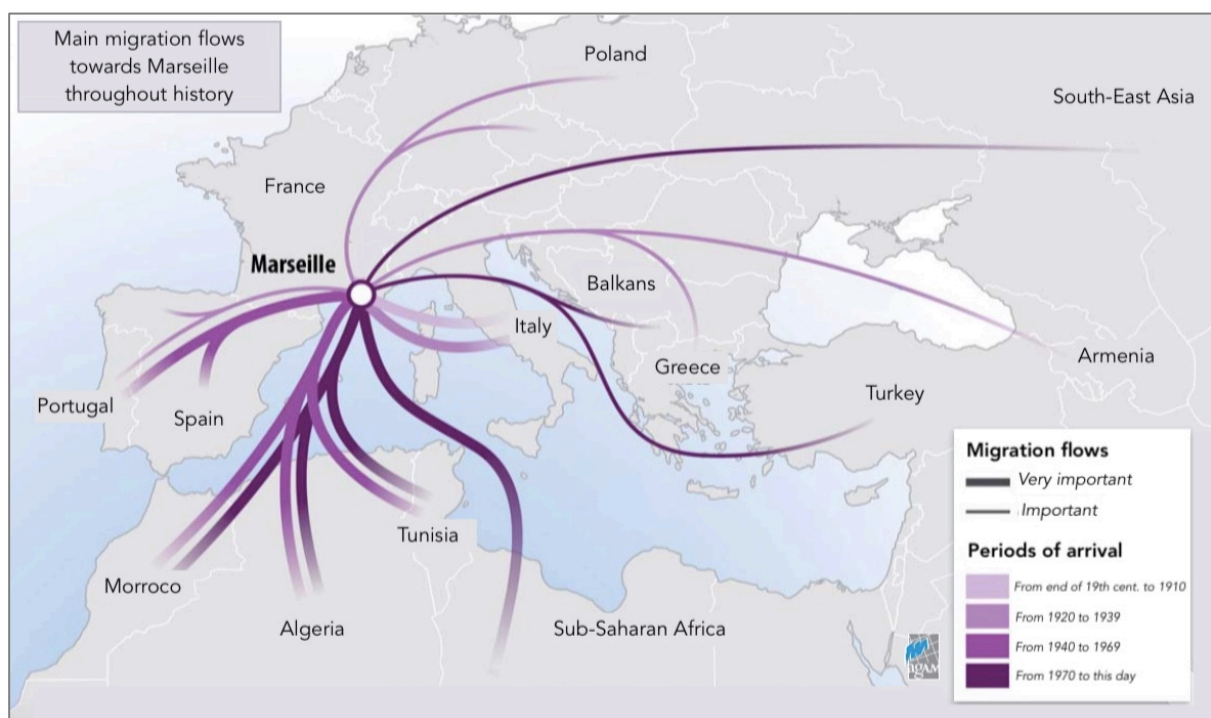 Main migration flows
towards Marseille
throughout history
Poland
South-East Asia
France
Marseille
Balkans
Italy
Armenia
Greece
Turkey
Portugal
Spain
Migration flows
Very important
Important
Tunisia
Periods of arrival
Morroco
From end of 19th cent. to 1910
Algeria
Sub-Saharan Africa
From 1920 to 1939
From 1940 to 1969
From 1970 to this day
agAM